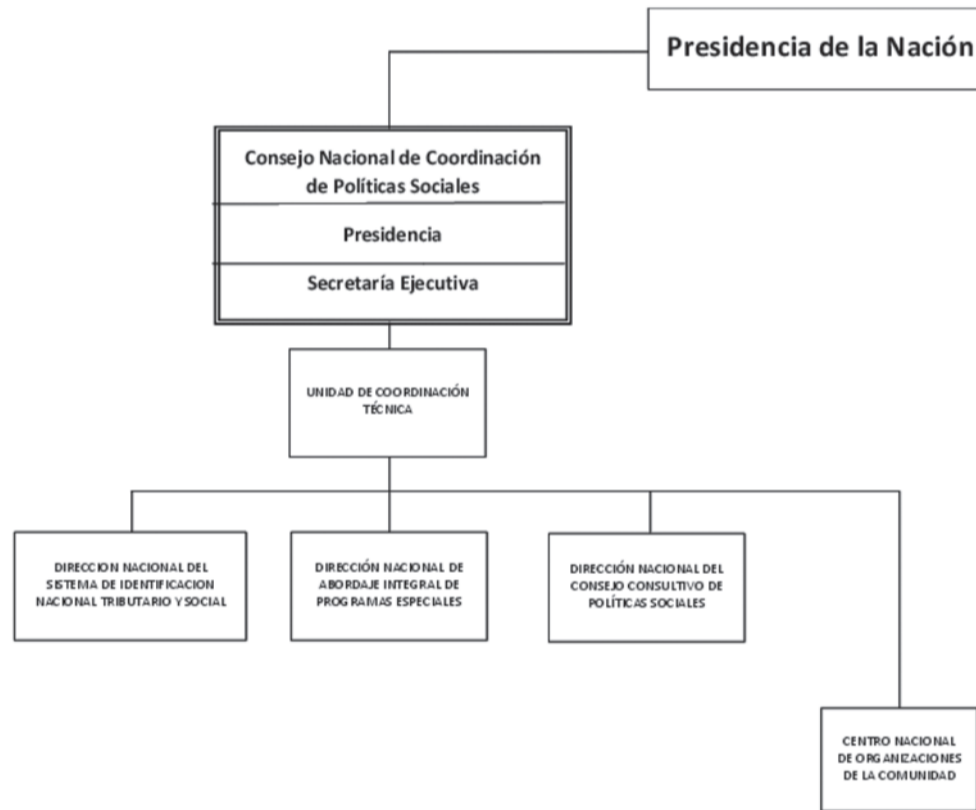 Presidencia de la Nación
Consejo Nacional de Coordinación
de Políticas Sociales
Presidencia
Secretaría Ejecutiva
UNIDAD DE COORDINACIÓN
TÉCNICA
DIRECCION NACIONAL DEL
SISTEMA DE IDENTIFICACION
NACIONAL TRIBUTARIO Y SOCIAL
DIRECCIÓN NACIONAL DE
ABORDAJE INTEGRAL DE
PROGRAMAS ESPECIALES
DIRECCIÓN NACIONAL DEL
CONSEJO CONSULTIVO DE
POLÍTICAS SOCIALES
CENTRO NACIONAL
DE ORGANIZACIONES
DE LA COMUNIDAD